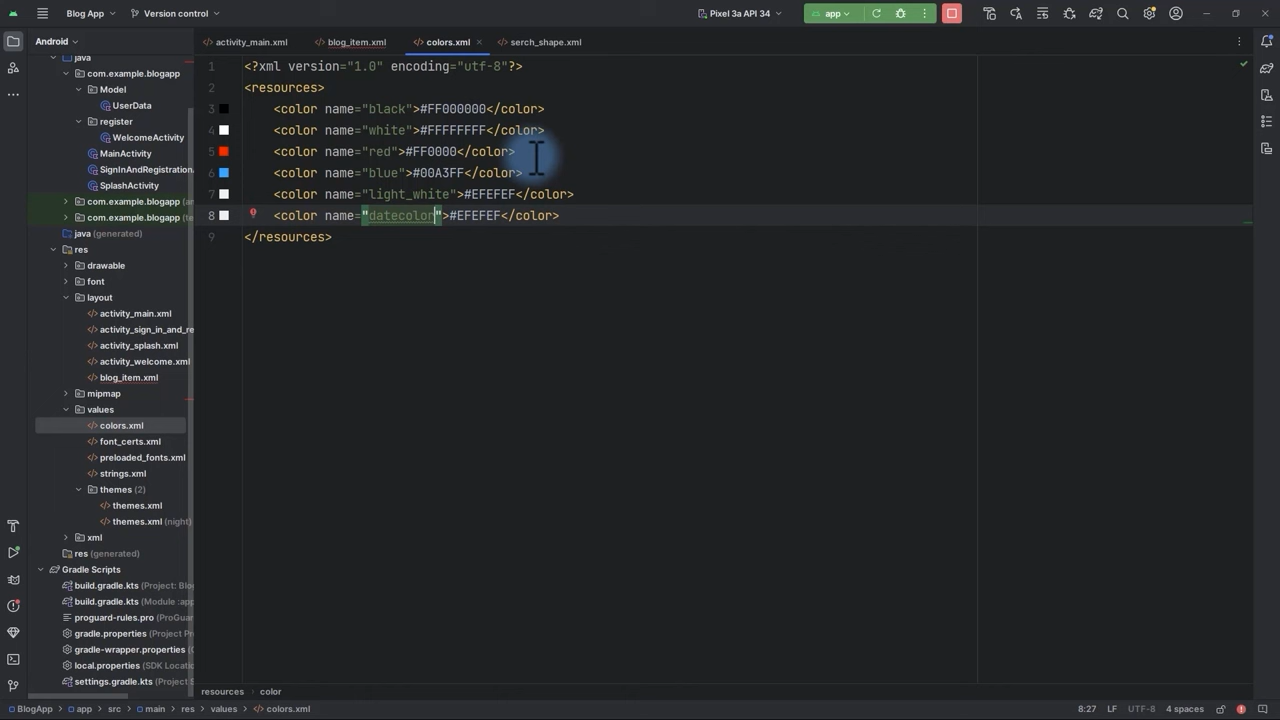 Blog App
Version control
Pixel 3a API 34
app
Android
activity_main.xml
blog_item.xml
colors.xml
serch_shape.xml
java
com.example.blogapp
Model
UserData
register
WelcomeActivity
MainActivity
SignInAndRegistration
SplashActivity
com.example.blogapp (an
com.example.blogapp (te
java (generated)
res
drawable
font
layout
activity_main.xml
activity_sign_in_and_re
activity_splash.xml
activity_welcome.xml
blog_item.xml
mipmap
values
colors.xml
font_certs.xml
preloaded_fonts.xml
strings.xml
themes (2)
themes.xml
themes.xml (night)
xml
res (generated)
Gradle Scripts
build.gradle.kts (Project: Blo
build.gradle.kts (Module :app
proguard-rules.pro (ProGua
gradle.properties (Project Pr
gradle-wrapper.properties
local.properties (SDK Locatio
settings.gradle.kts (Project S
1 <?xml version="1.0" encoding="utf-8"?>
2 <resources>
3 <color name="black">#FF000000</color>
4 <color name="white">#FFFFFFFF</color>
5 <color name="red">#FF0000</color>
6 <color name="blue">#00A3FF</color>
7 <color name="light_white">#EFEFEF</color>
8 <color name="datecolor">#EFEFEF</color>
9 </resources>
resources > color
BlogApp > app > src > main > res > values > colors.xml
8:27 LF UTF-8 4 spaces